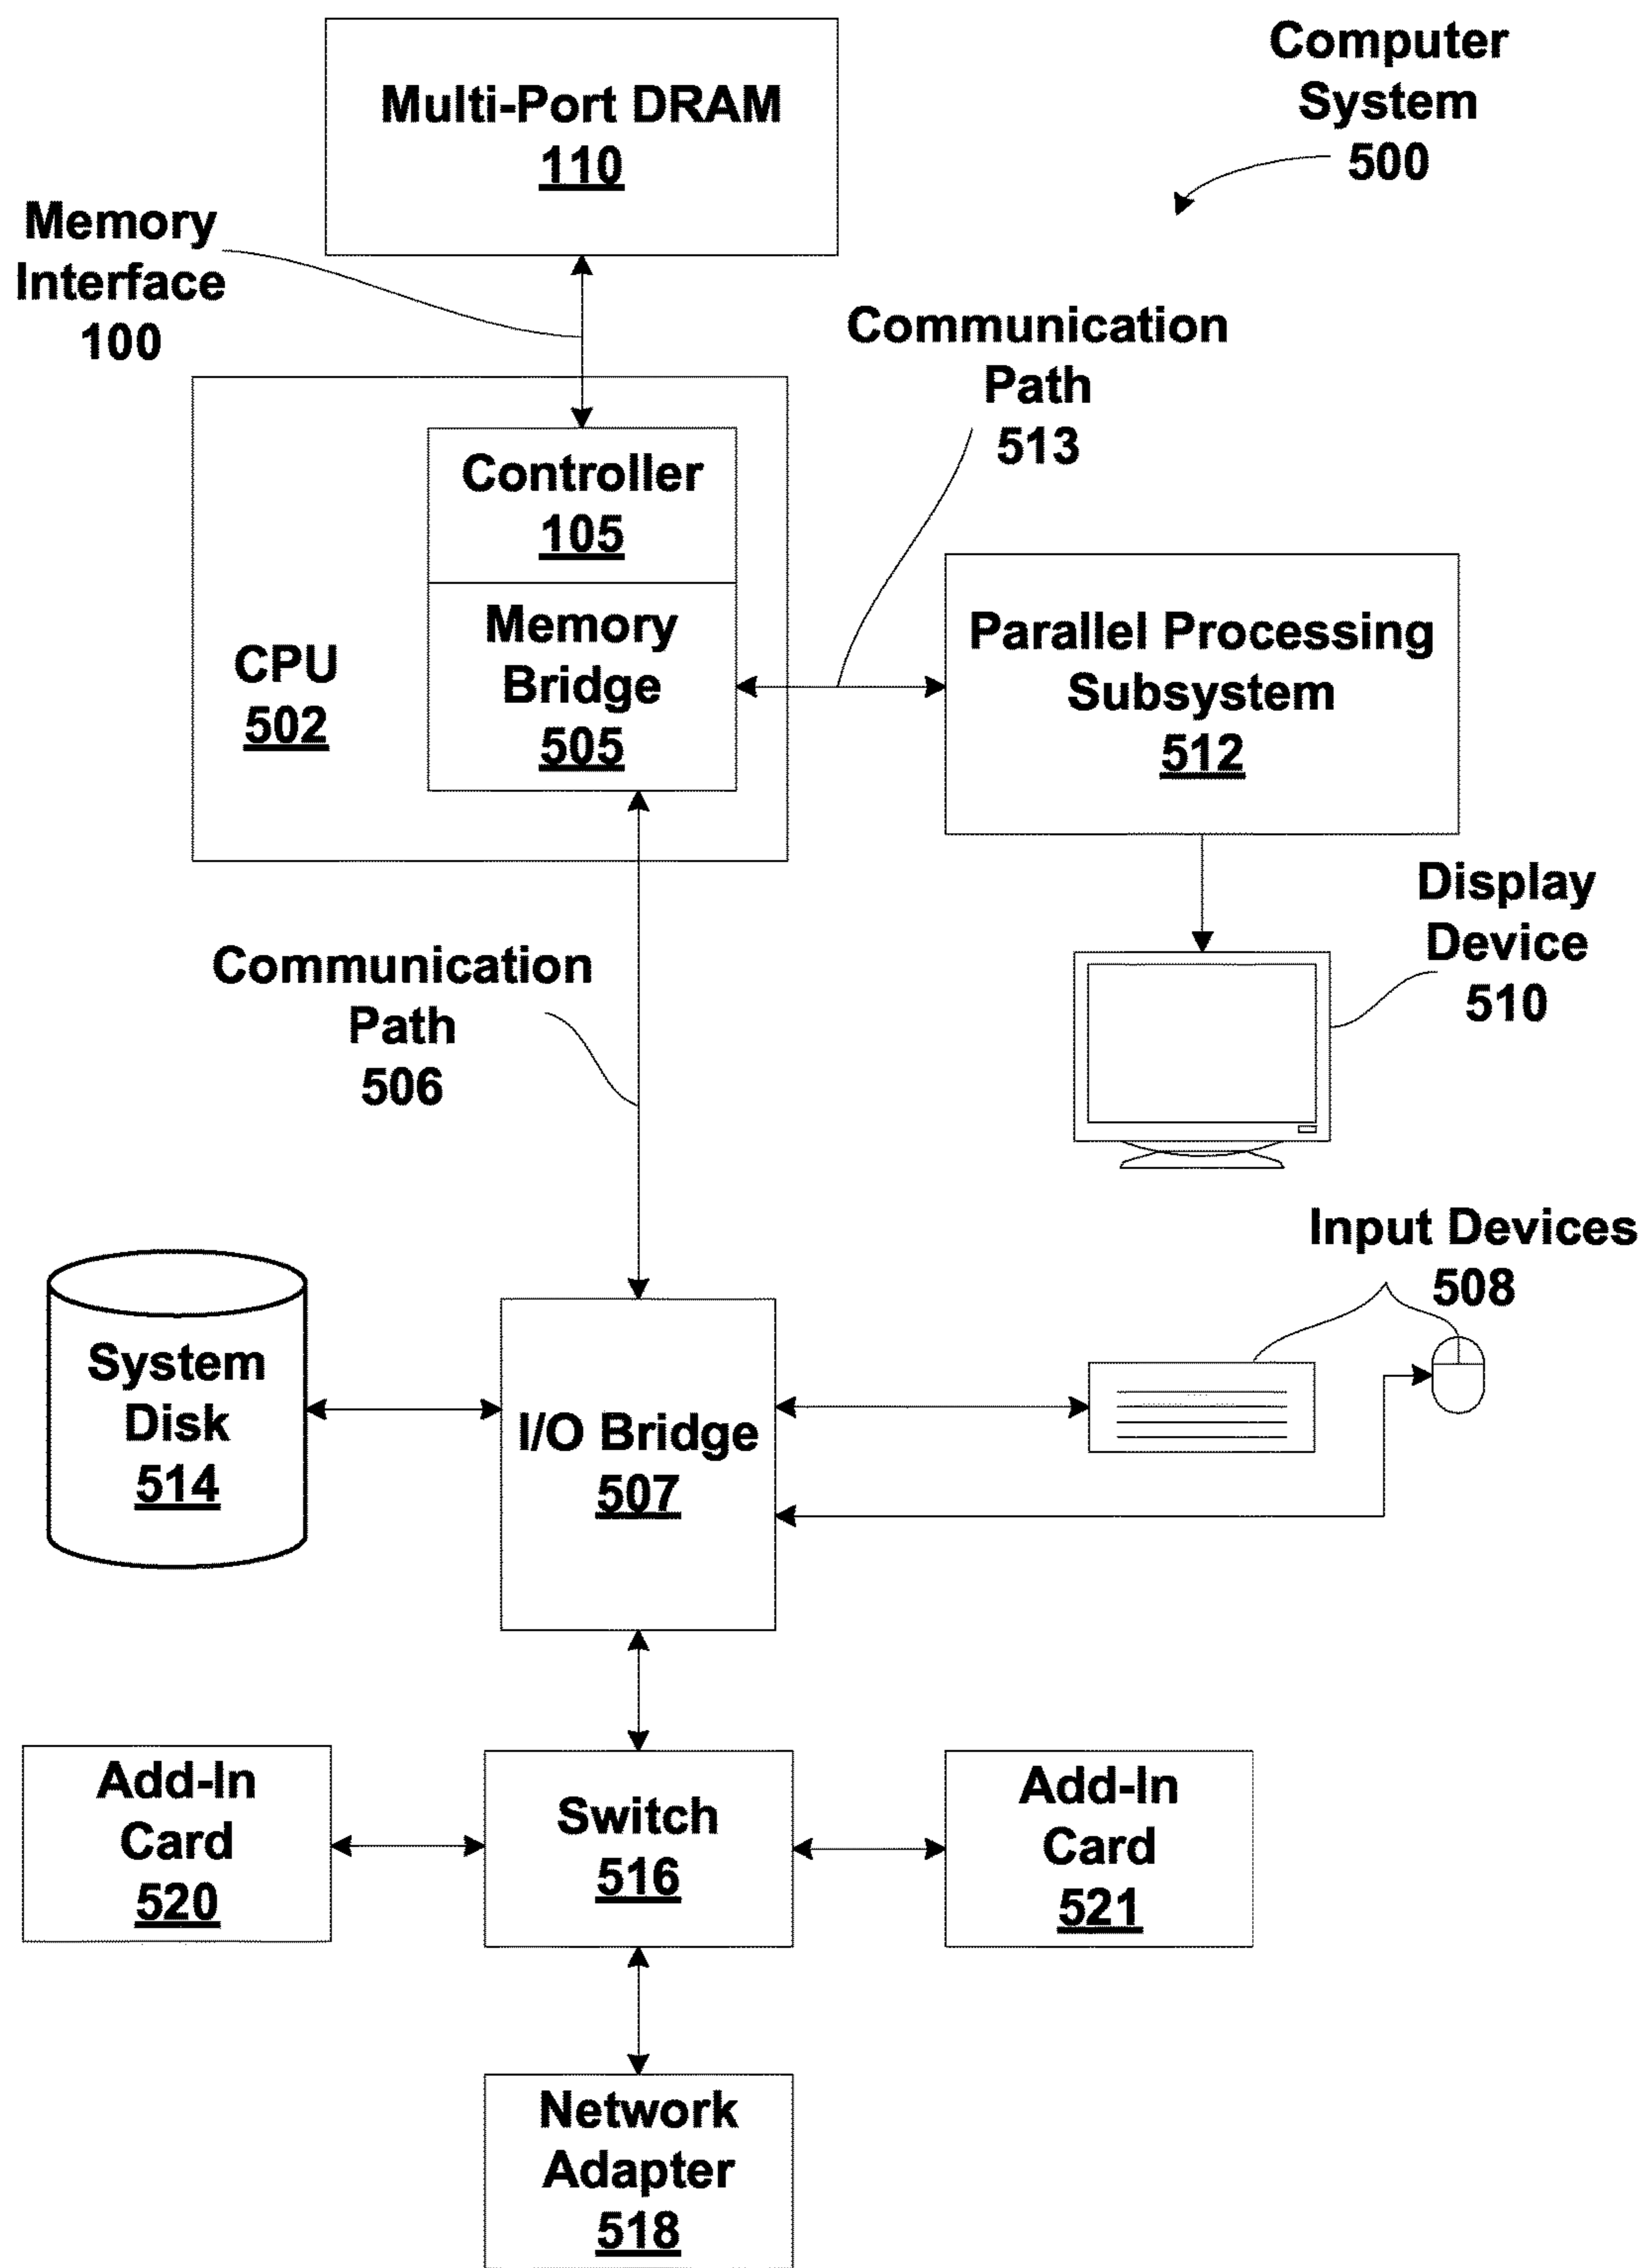 Multi-Port DRAM
110
Computer
System
500
Memory
Interface
100
Communication
Path
513
Controller
105
Memory
Bridge
505
CPU
502
Parallel Processing
Subsystem
512
Display
Device
510
Communication
Path
506
Input Devices
508
System
Disk
514
I/O Bridge
507
Add-In
Card
520
Switch
516
Add-In
Card
521
Network
Adapter
518